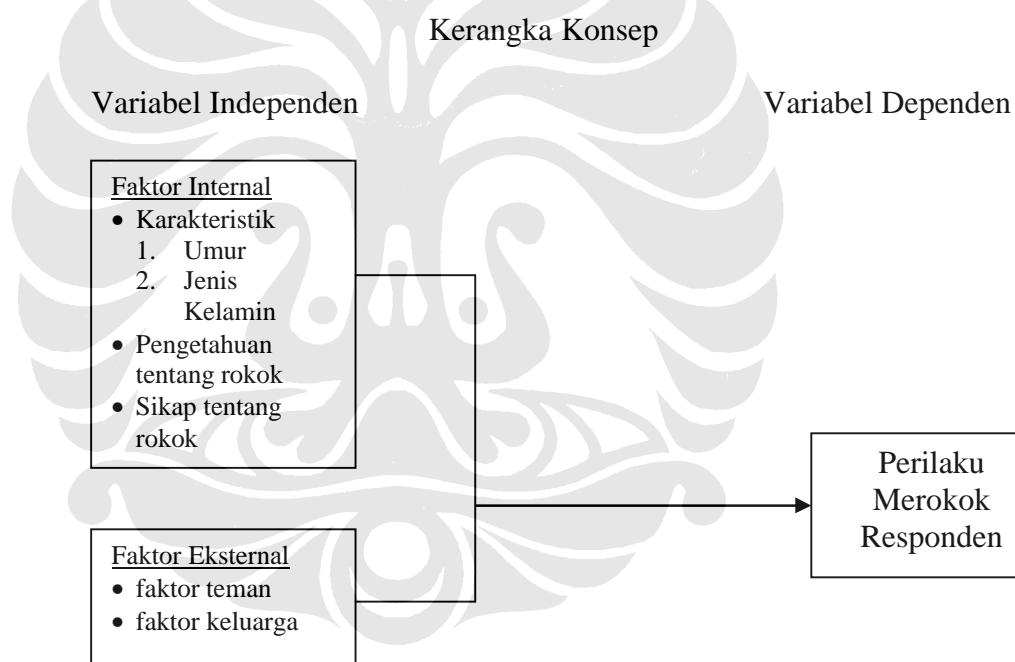 Kerangka Konsep
Variabel Independen
Variabel Dependen
Faktor Internal
• Karakteristik
1. Umur
2. Jenis
Kelamin
• Pengetahuan
tentang rokok
• Sikap tentang
rokok
Faktor Eksternal
• faktor teman
• faktor keluarga
Perilaku
Merokok
Responden